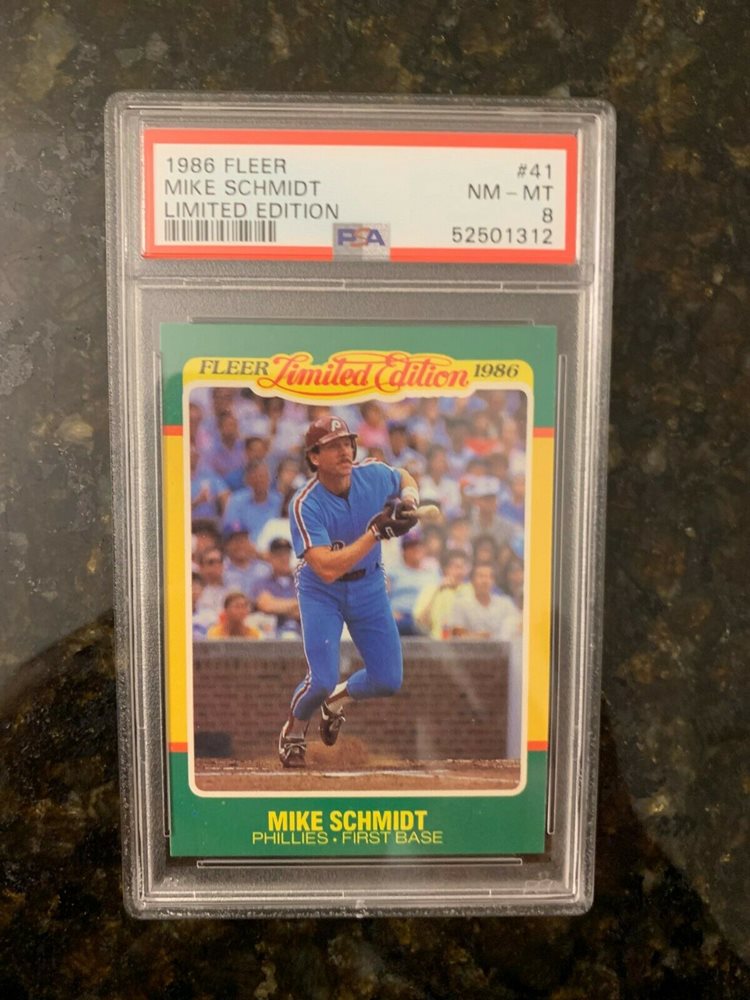 1986 FLEER #41
MIKE SCHMIDT NM - MT
LIMITED EDITION 8
PSA 52501312
FLEER Limited Edition 1986
P
MIKE SCHMIDT
PHILLIES • FIRST BASE